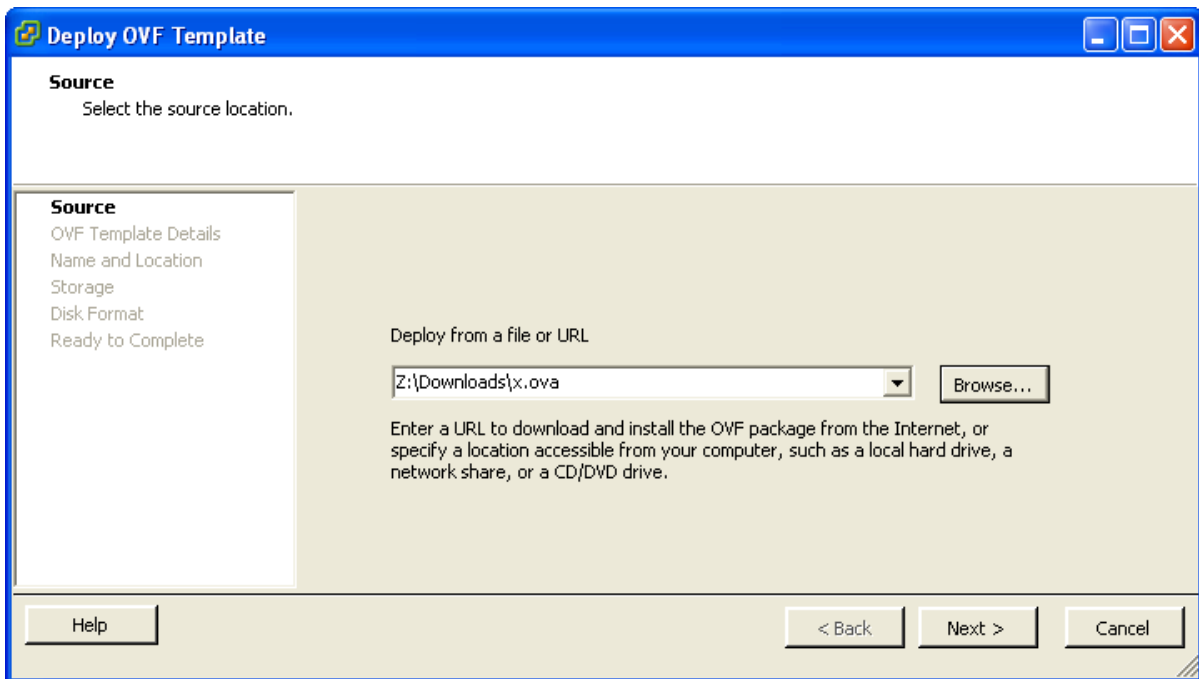 Deploy OVF Template
Source
Select the source location.
Source
OVF Template Details
Name and Location
Storage
Disk Format
Ready to Complete
Deploy from a file or URL
Z:\Downloads\x.ova
Browse...
Enter a URL to download and install the OVF package from the Internet, or
specify a location accessible from your computer, such as a local hard drive, a
network share, or a CD/DVD drive.
Help
< Back
Next >
Cancel